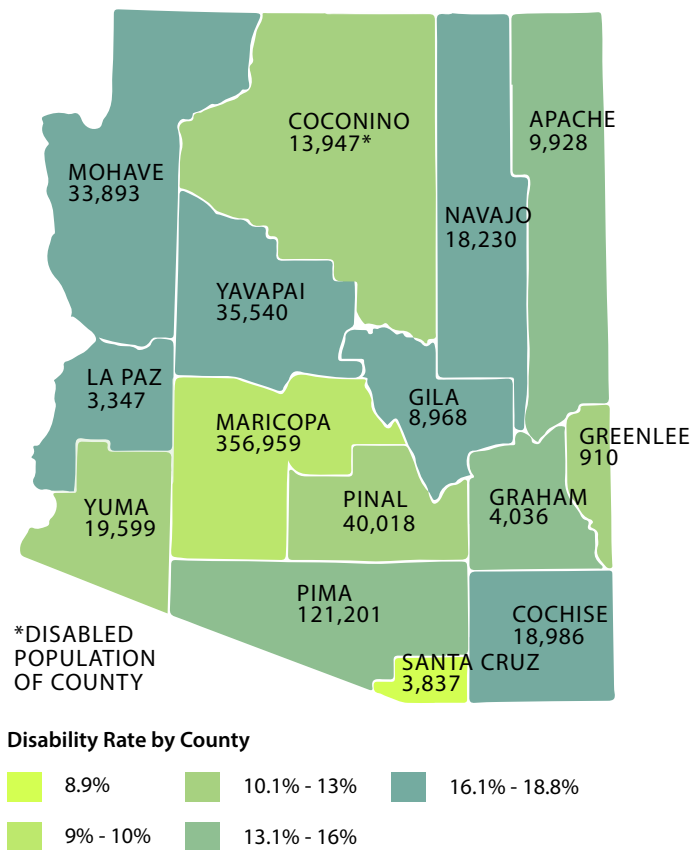 COCONINO
13,947*
APACHE
9,928
MOHAVE
33,893
NAVAJO
18,230
YAVAPAI
35,540
LA PAZ
3,347
GILA
8,968
MARICOPA
356,959
GREENLEE
910
YUMA
19,599
PINAL
40,018
GRAHAM
4,036
PIMA
121,201
COCHISE
18,986
*DISABLED
POPULATION
OF COUNTY
SANTA CRUZ
3,837
Disability Rate by County
8.9%
10.1% - 13%
16.1% - 18.8%
9% - 10%
13.1% - 16%